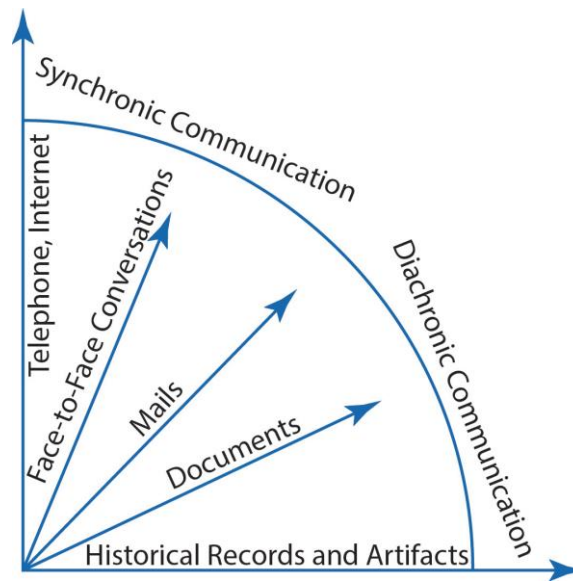 Synchronic Communication
Diachronic Communication
Telephone, Internet
Face-to-Face Conversations
Mails
Documents
Historical Records and Artifacts